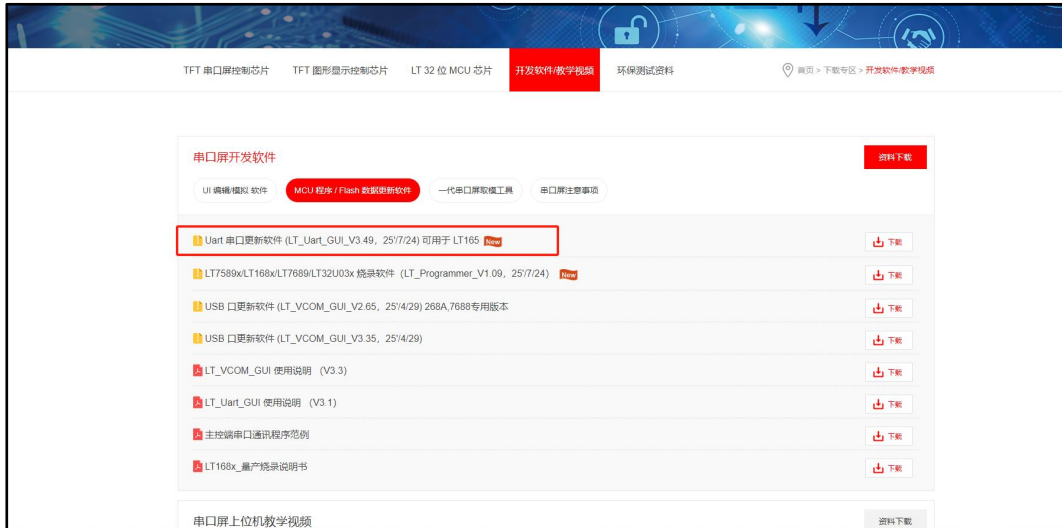 TFT 串口屏控制芯片 TFT 图形显示控制芯片 LT 32 位 MCU 芯片 开发软件/教学视频 环保测试资料 首页 > 下载专区 > 开发软件/教学视频
串口屏开发软件 资料下载
UI 编辑/模拟 软件 MCU 程序 / Flash 数据更新软件 一代串口屏取模工具 串口屏注意事项
Uart 串口更新软件 (LT_Uart_GUI_V3.49，25'/7/24) 可用于 LT165 New 下载
LT7589x/LT168x/LT7689/LT32U03x 烧录软件（LT_Programmer_V1.09，25'/7/24） New 下载
USB 口更新软件 (LT_VCOM_GUI_V2.65，25'/4/29) 268A,7688专用版本 下载
USB 口更新软件 (LT_VCOM_GUI_V3.35，25'/4/29) 下载
LT_VCOM_GUI 使用说明 （V3.3） 下载
LT_Uart_GUI 使用说明 （V3.1） 下载
主控端串口通讯程序范例 下载
LT168x_量产烧录说明书 下载
串口屏上位机教学视频 资料下载